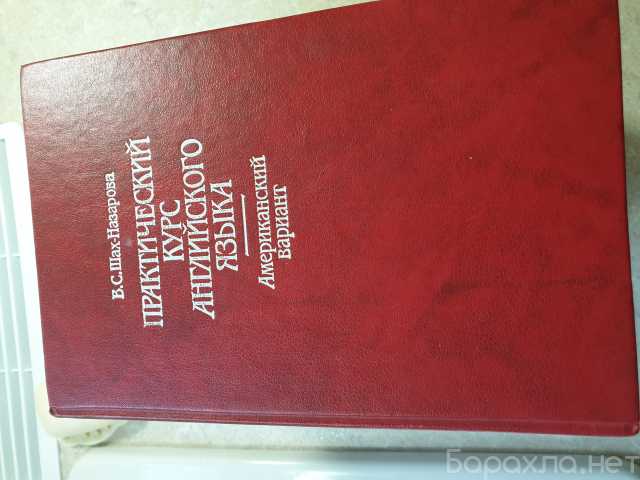 В.С.Шах-Назарова
ПРАКТИЧЕСКИЙ
КУРС
АНГЛИЙСКОГО
ЯЗЫКА
Американский
вариант
Барахла.нет